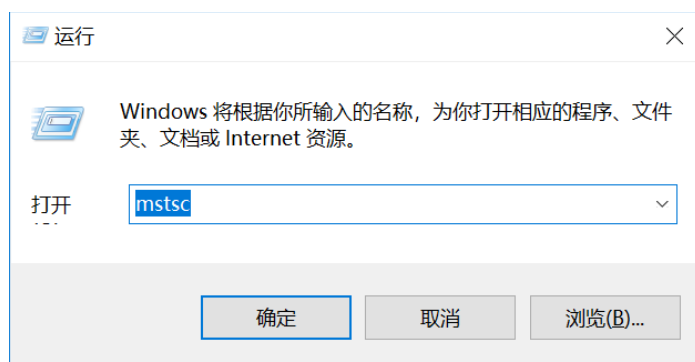 运行
Windows 将根据你所输入的名称，为你打开相应的程序、文件
夹、文档或 Internet 资源。
打开
mstsc
确定
取消
浏览(B)...